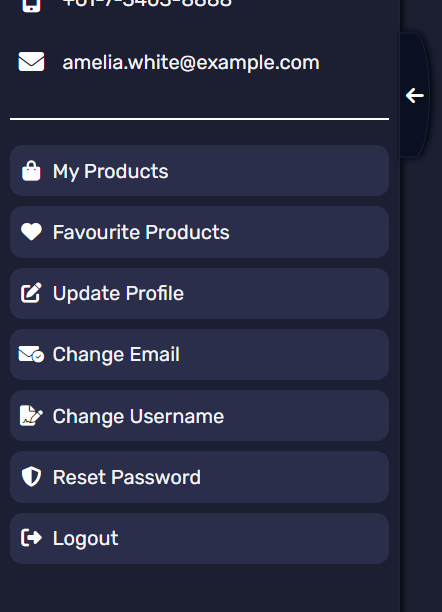 amelia.white@example.com
My Products
Favourite Products
Update Profile
Change Email
Change Username
Reset Password
Logout